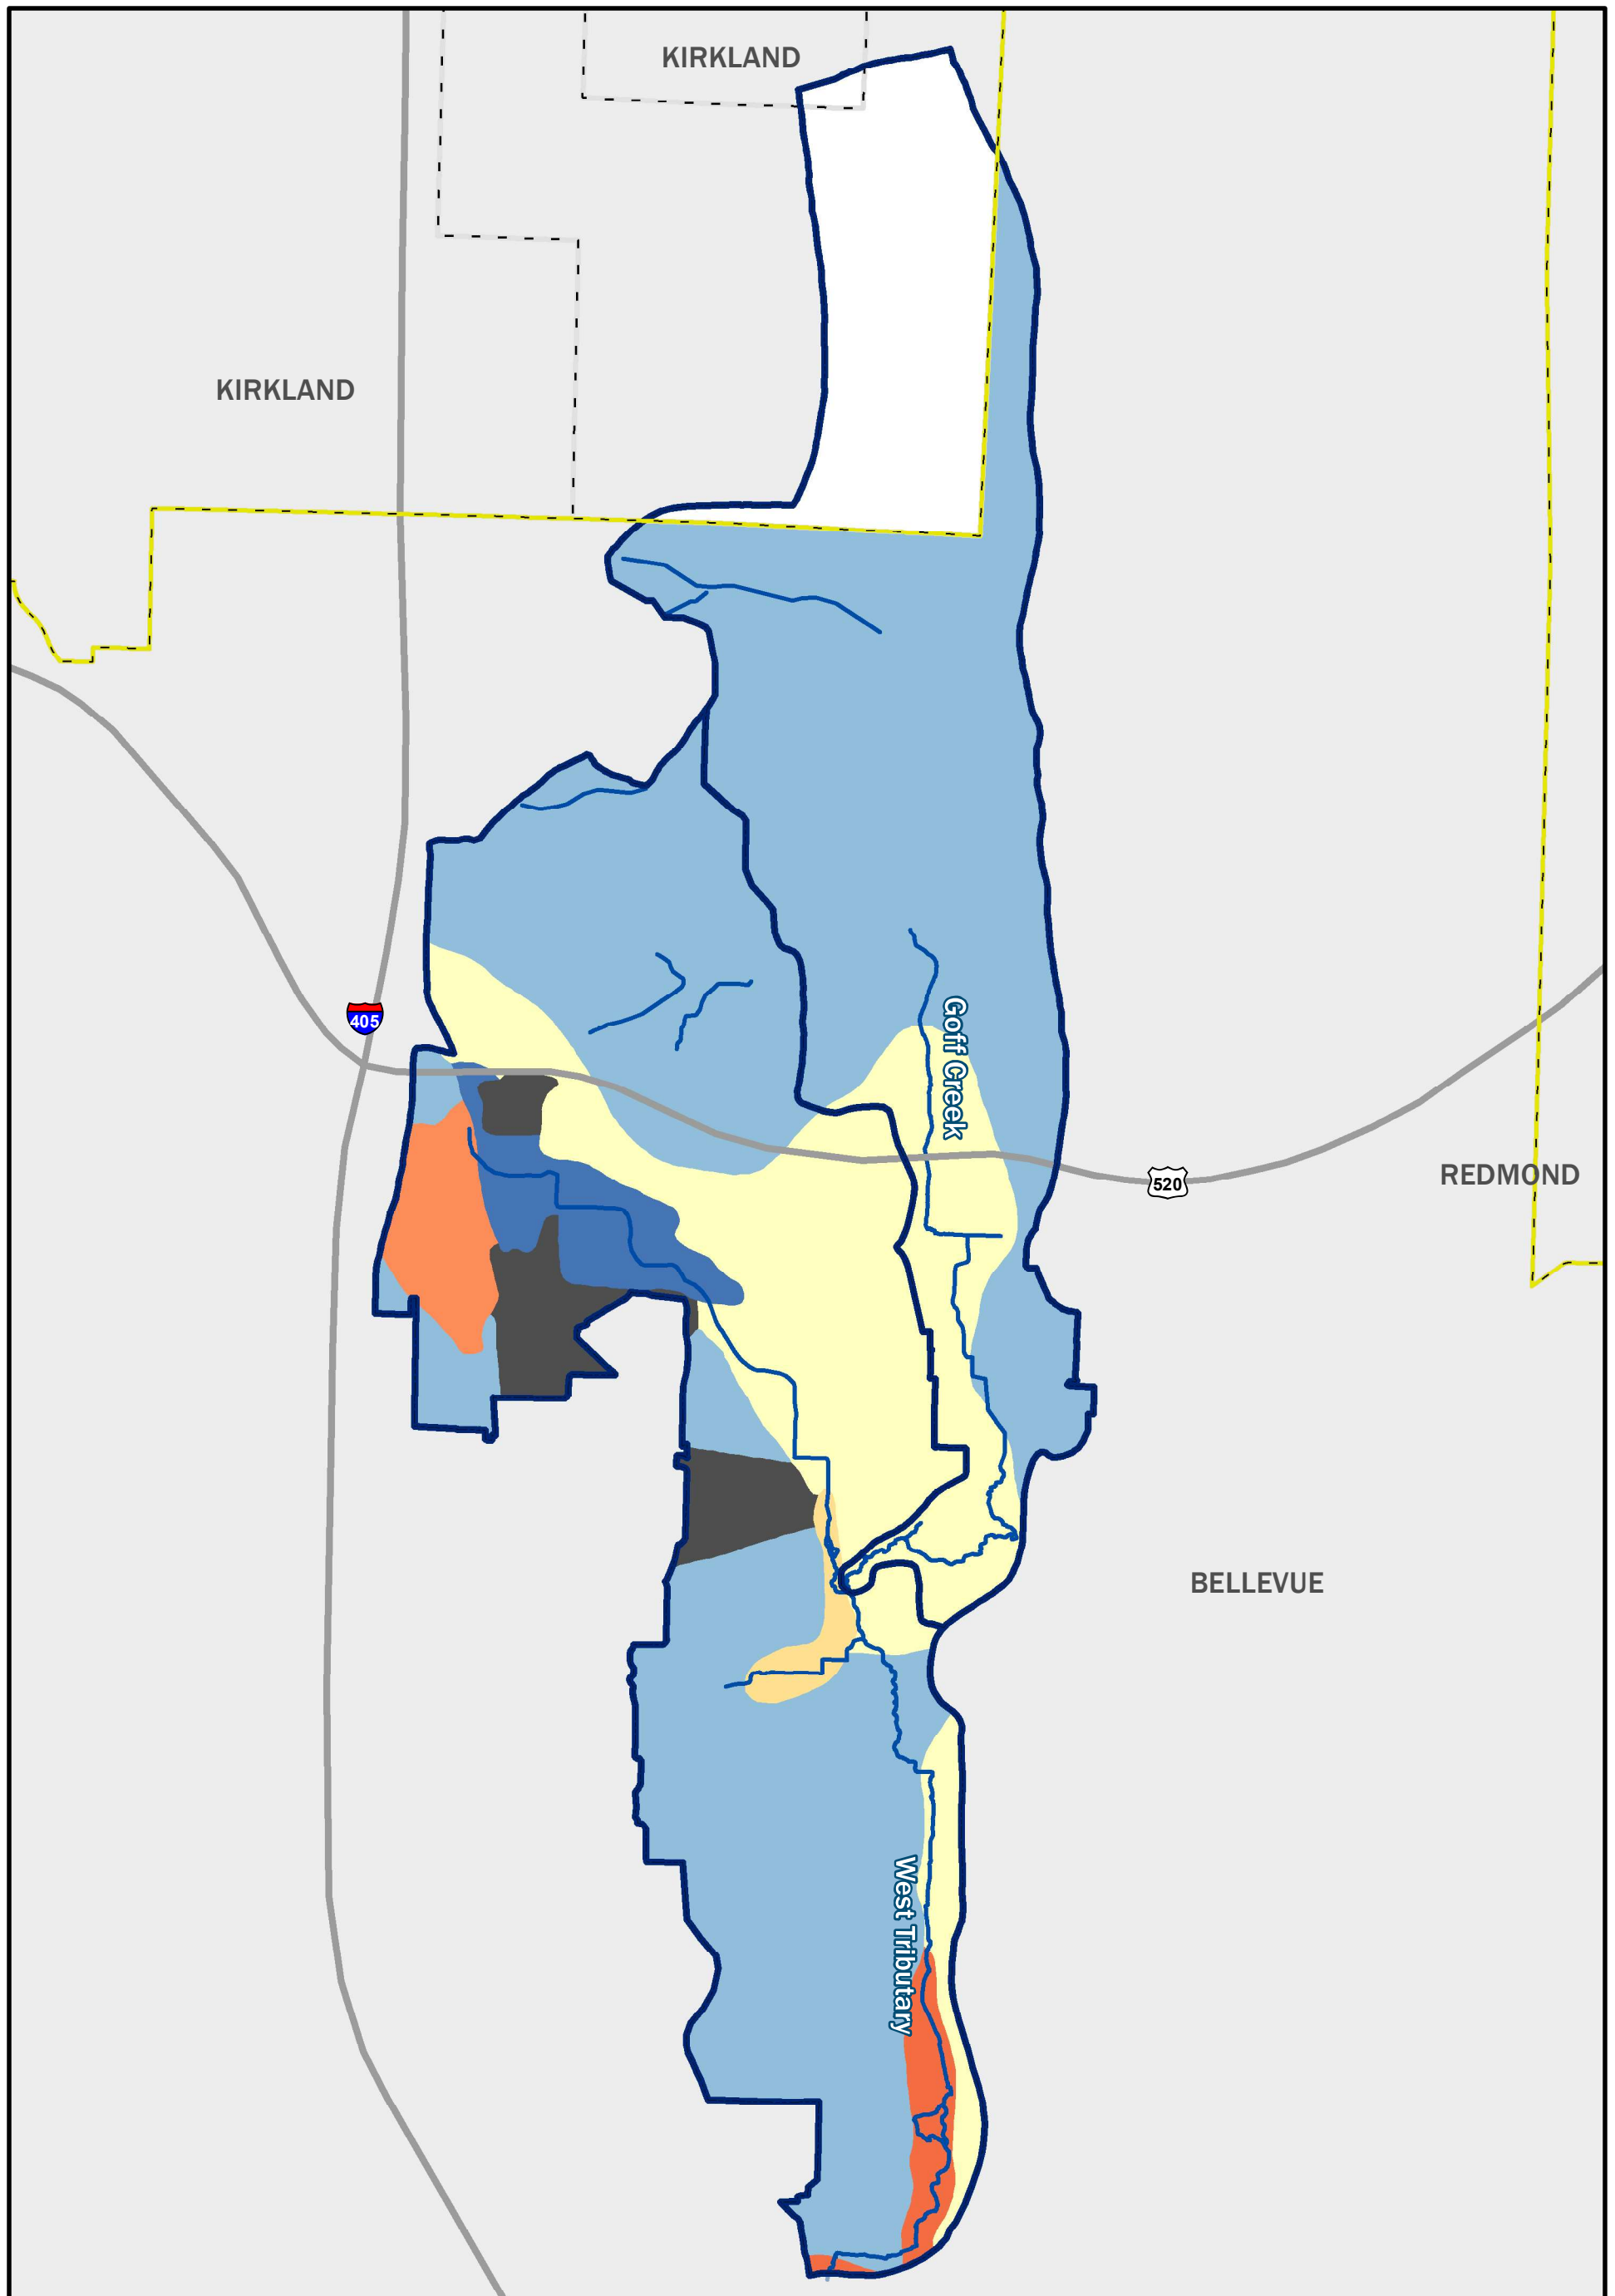 KIRKLAND
KIRKLAND
405
Goff Creek
520
REDMOND
BELLEVUE
West Tributary